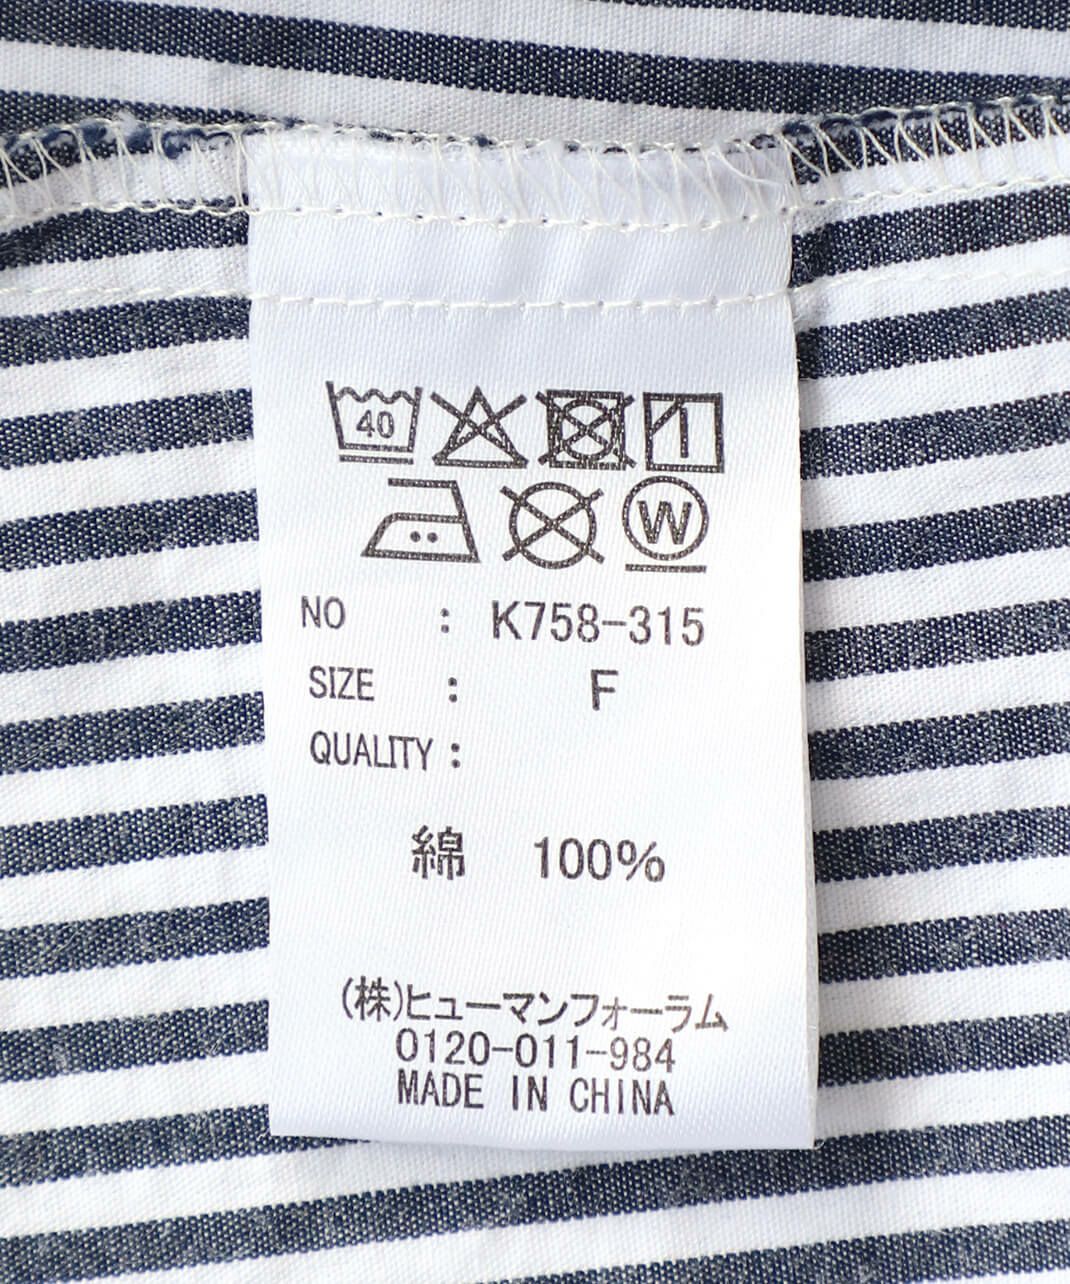 40
W
NO : K758-315
SIZE : F
QUALITY :
綿 100%
(株)ヒューマンフォーラム
0120-011-984
MADE IN CHINA